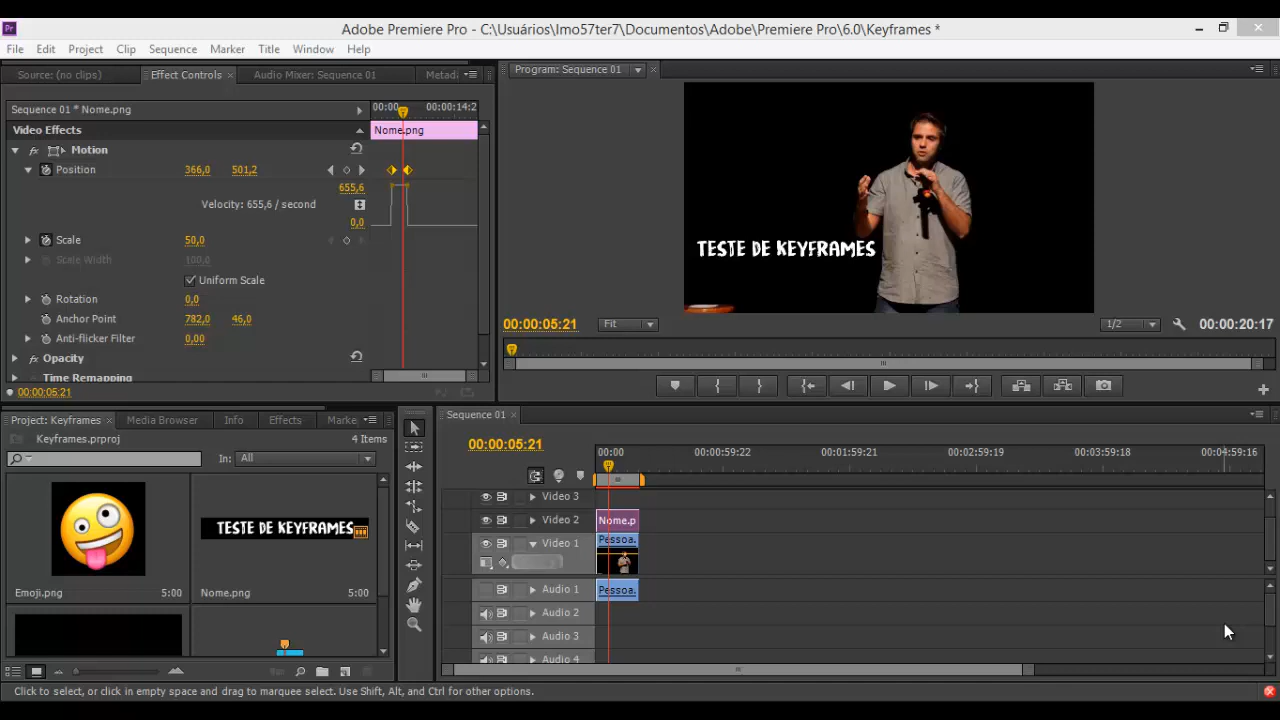 Adobe Premiere Pro - C:\Usuários\Imo57ter7\Documentos\Adobe\Premiere Pro\6.0\Keyframes *
File Edit Project Clip Sequence Marker Title Window Help
Source: (no clips) Effect Controls Audio Mixer: Sequence 01 Metad
Program: Sequence 01
Sequence 01 * Nome.png
00:00 00:00:14:2
Video Effects
Nome.png
fx Motion
Position 366,0 501,2
655,6
Velocity: 655,6 / second
0,0
Scale 50,0
Scale Width 100,0
Uniform Scale
Rotation 0,0
Anchor Point 782,0 46,0
Anti-flicker Filter 0,00
fx Opacity
Time Remapping
00:00:05:21
TESTE DE KEYFRAMES
00:00:05:21 Fit 1/2 00:00:20:17
Project: Keyframes Media Browser Info Effects Marke
Keyframes.prproj 4 Items
In: All
Emoji.png 5:00
TESTE DE KEYFRAMES
Nome.png 5:00
Sequence 01
00:00:05:21
00:00 00:00:59:22 00:01:59:21 00:02:59:19 00:03:59:18 00:04:59:16
Video 3
Video 2 Nome.p
Video 1 Pessoa.
Audio 1 Pessoa.
Audio 2
Audio 3
Audio 4
Click to select, or click in empty space and drag to marquee select. Use Shift, Alt, and Ctrl for other options.